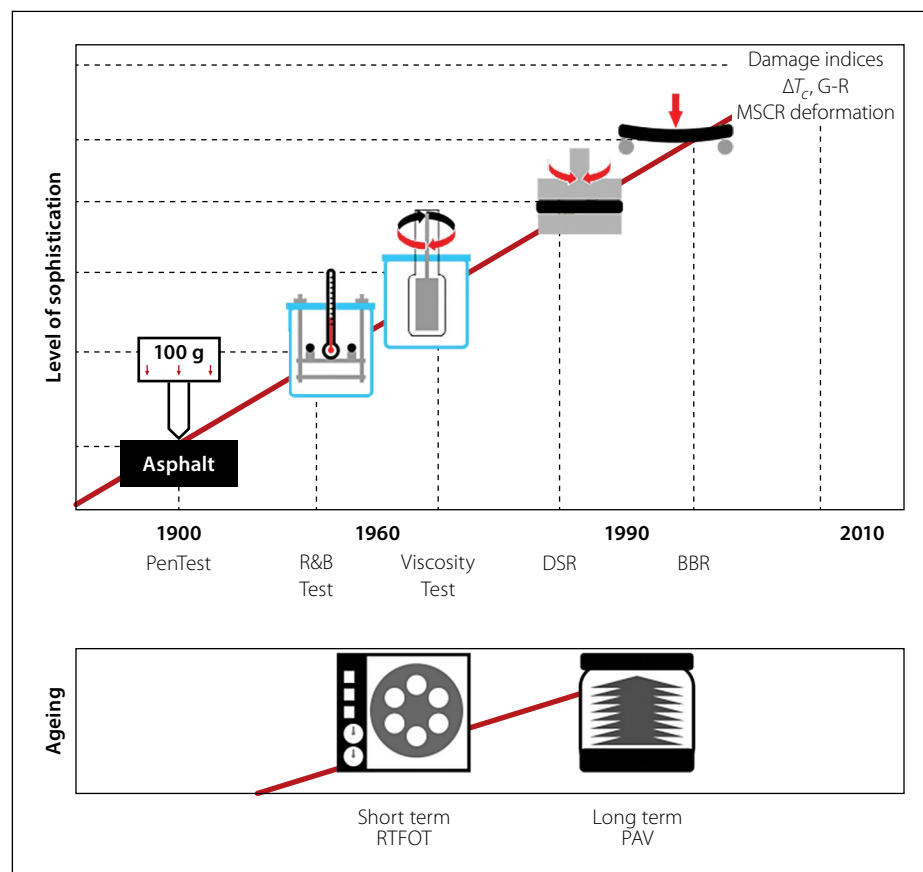 Damage indices
ΔTc, G-R
MSCR deformation
Level of sophistication
100 g
Asphalt
1900 1960 1990 2010
PenTest R&B Test Viscosity Test DSR BBR
Ageing
Short term
RTFOT
Long term
PAV